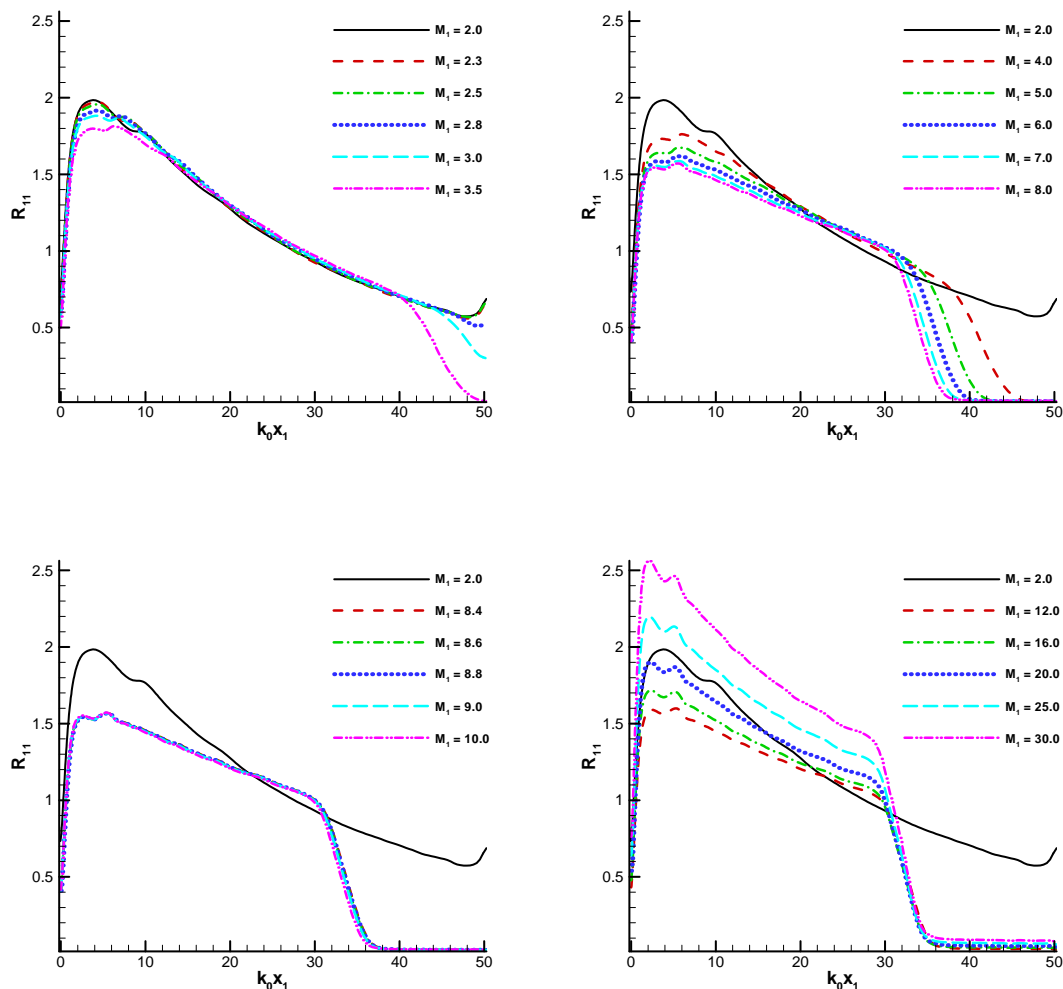 2.5
2
1.5
1
0.5
R11
0 10 20 30 40 50
k0x1
M1 = 2.0
M1 = 2.3
M1 = 2.5
M1 = 2.8
M1 = 3.0
M1 = 3.5
2.5
2
1.5
1
0.5
R11
0 10 20 30 40 50
k0x1
M1 = 2.0
M1 = 4.0
M1 = 5.0
M1 = 6.0
M1 = 7.0
M1 = 8.0
2.5
2
1.5
1
0.5
R11
0 10 20 30 40 50
k0x1
M1 = 2.0
M1 = 8.4
M1 = 8.6
M1 = 8.8
M1 = 9.0
M1 = 10.0
2.5
2
1.5
1
0.5
R11
0 10 20 30 40 50
k0x1
M1 = 2.0
M1 = 12.0
M1 = 16.0
M1 = 20.0
M1 = 25.0
M1 = 30.0